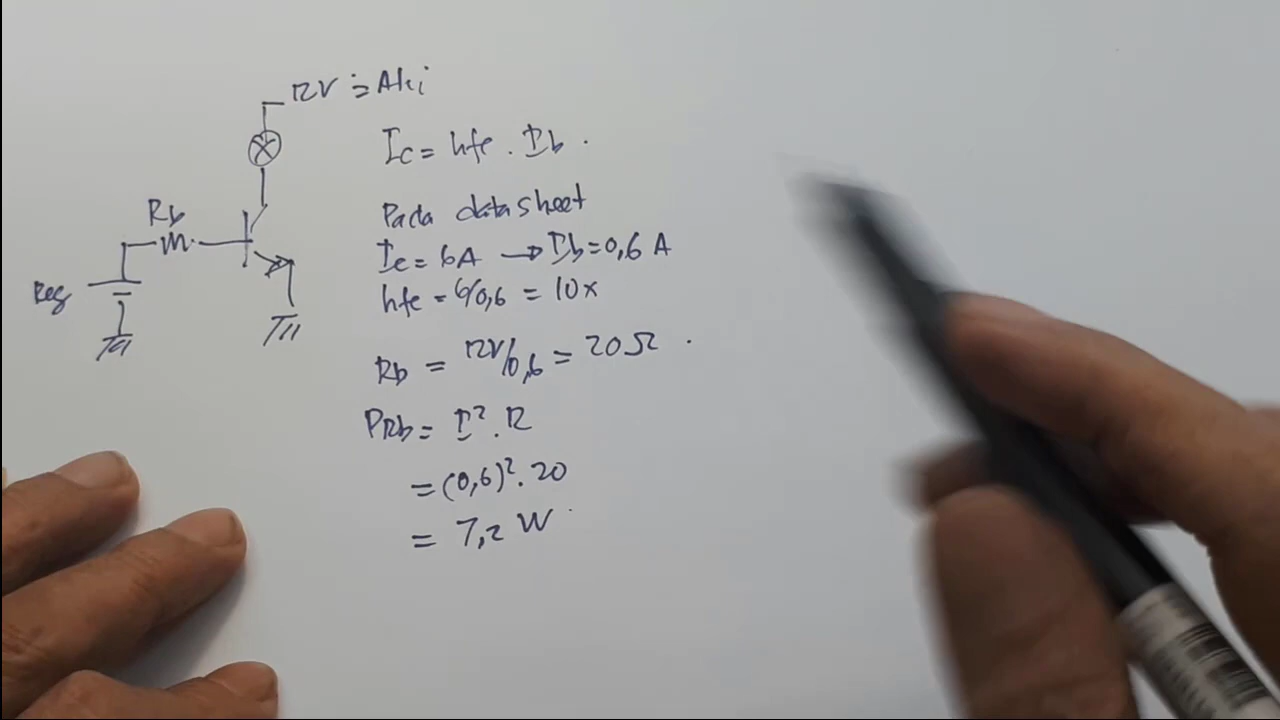 12V = Aki
Ic = hfe . Ib .
Rb
Pada datasheet
Ic = 6A → Ib = 0,6 A
Reg
hfe = 6/0,6 = 10x
Rb = 12V/0,6 = 20Ω .
PRb = I² . R
= (0,6)² . 20
= 7,2 W